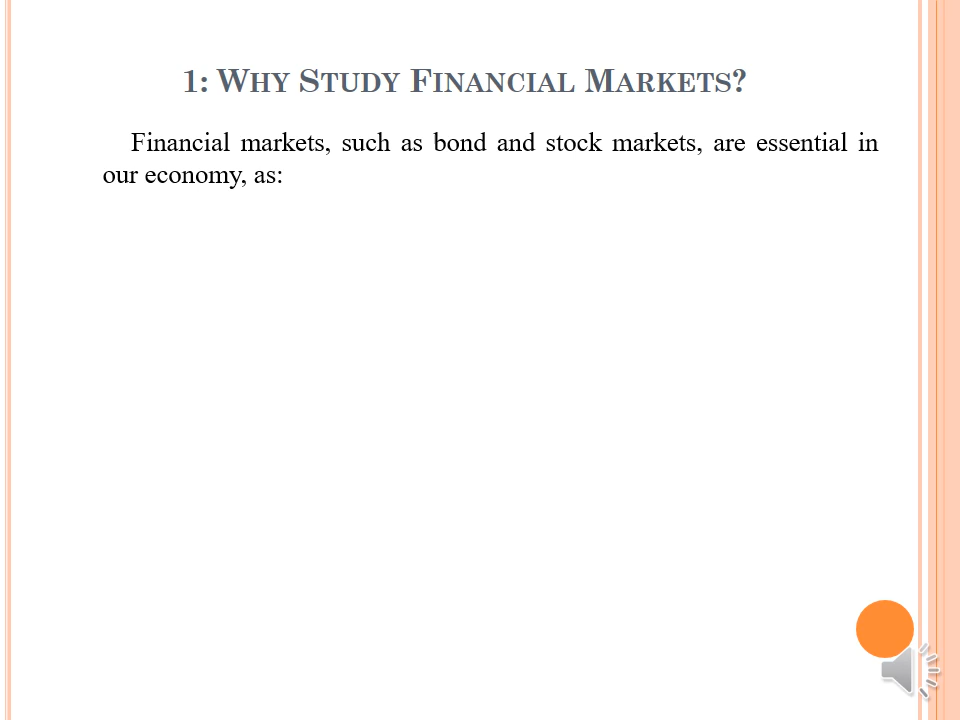 1: WHY STUDY FINANCIAL MARKETS?
Financial markets, such as bond and stock markets, are essential in
our economy, as: